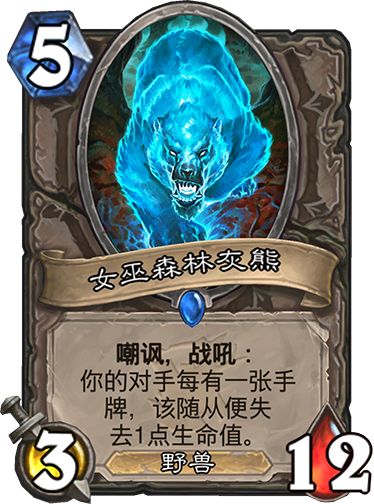 5
女巫森林灰熊
嘲讽，战吼：
你的对手每有一张手
牌，该随从便失
去1点生命值。
野兽
3
12